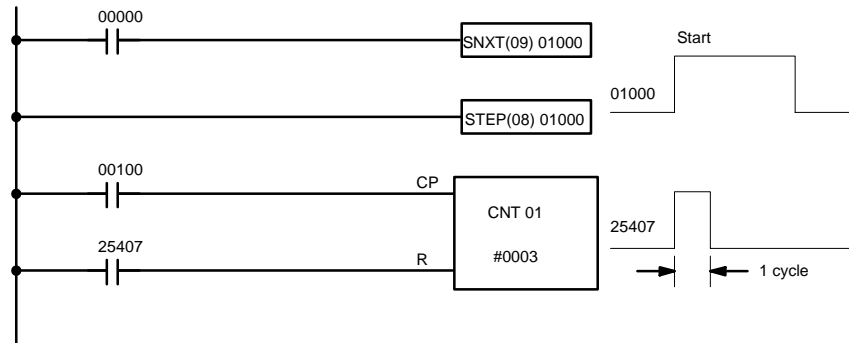 00000
SNXT(09) 01000
Start
01000
STEP(08) 01000
00100
CP
CNT 01
25407
25407
R
#0003
1 cycle